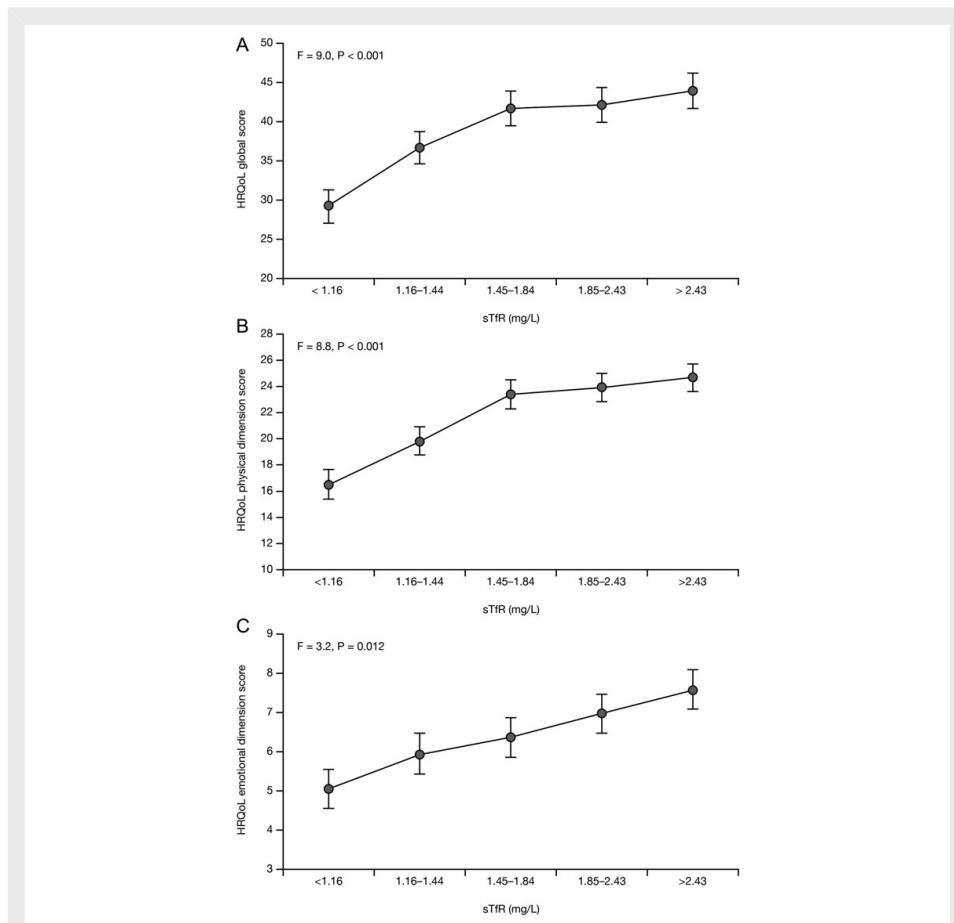 A
F = 9.0, P < 0.001
HRQoL global score
50
45
40
35
30
25
20
< 1.16 1.16–1.44 1.45–1.84 1.85–2.43 > 2.43
sTfR (mg/L)
B
F = 8.8, P < 0.001
HRQoL physical dimension score
28
26
24
22
20
18
16
14
12
10
<1.16 1.16–1.44 1.45–1.84 1.85–2.43 >2.43
sTfR (mg/L)
C
F = 3.2, P = 0.012
HRQoL emotional dimension score
9
8
7
6
5
4
3
<1.16 1.16–1.44 1.45–1.84 1.85–2.43 >2.43
sTfR (mg/L)